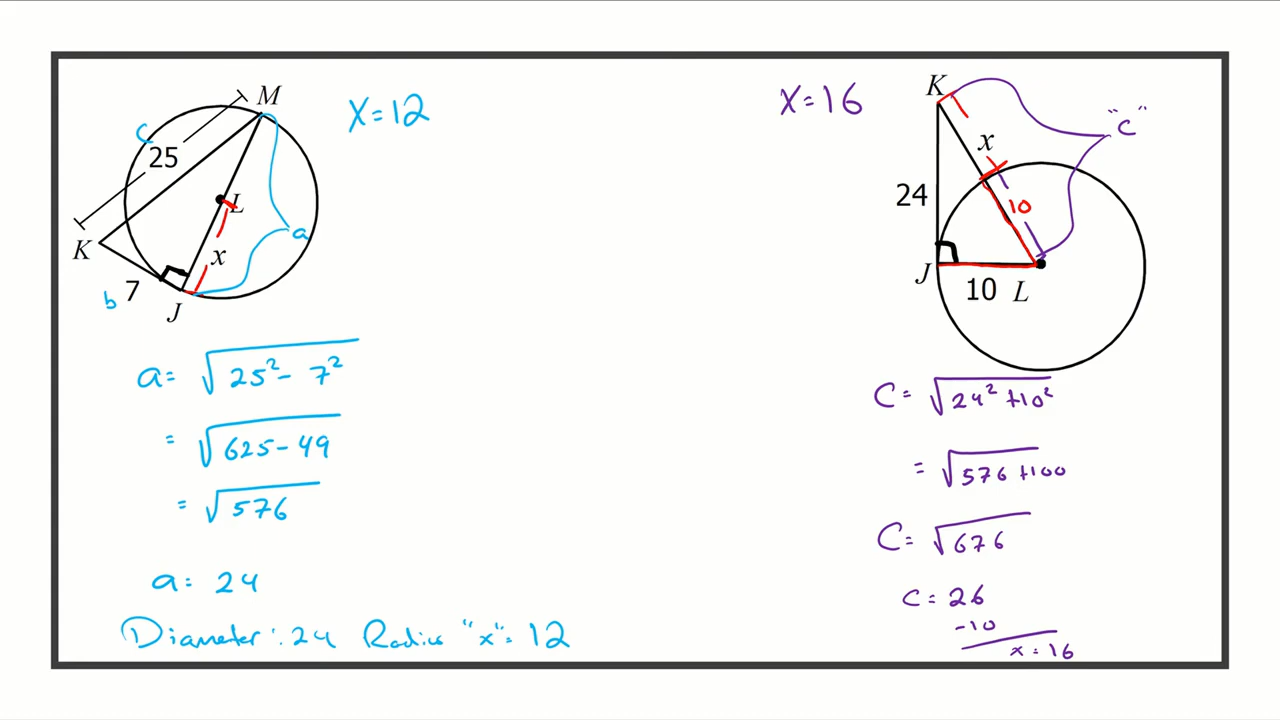 M
X=12
C
25
L
a
K
x
b
7
J
a= √25²- 7²
= √625-49
= √576
a= 24
Diameter: 24 Radius "x"= 12
X=16
K
"C"
x
24
10
J
10 L
C= √24²+10²
= √576+100
C= √676
C= 26
-10
x=16